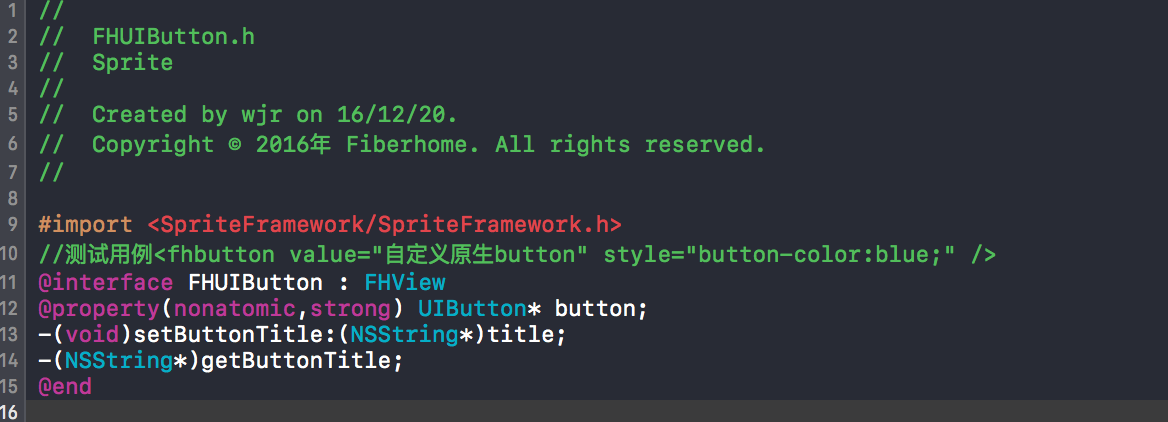 1 //
2 //  FHUIButton.h
3 //  Sprite
4 //
5 //  Created by wjr on 16/12/20.
6 //  Copyright © 2016年 Fiberhome. All rights reserved.
7 //
8
9 #import <SpriteFramework/SpriteFramework.h>
10 //测试用例<fhbutton value="自定义原生button" style="button-color:blue;" />
11 @interface FHUIButton : FHView
12 @property(nonatomic,strong) UIButton* button;
13 -(void)setButtonTitle:(NSString*)title;
14 -(NSString*)getButtonTitle;
15 @end
16